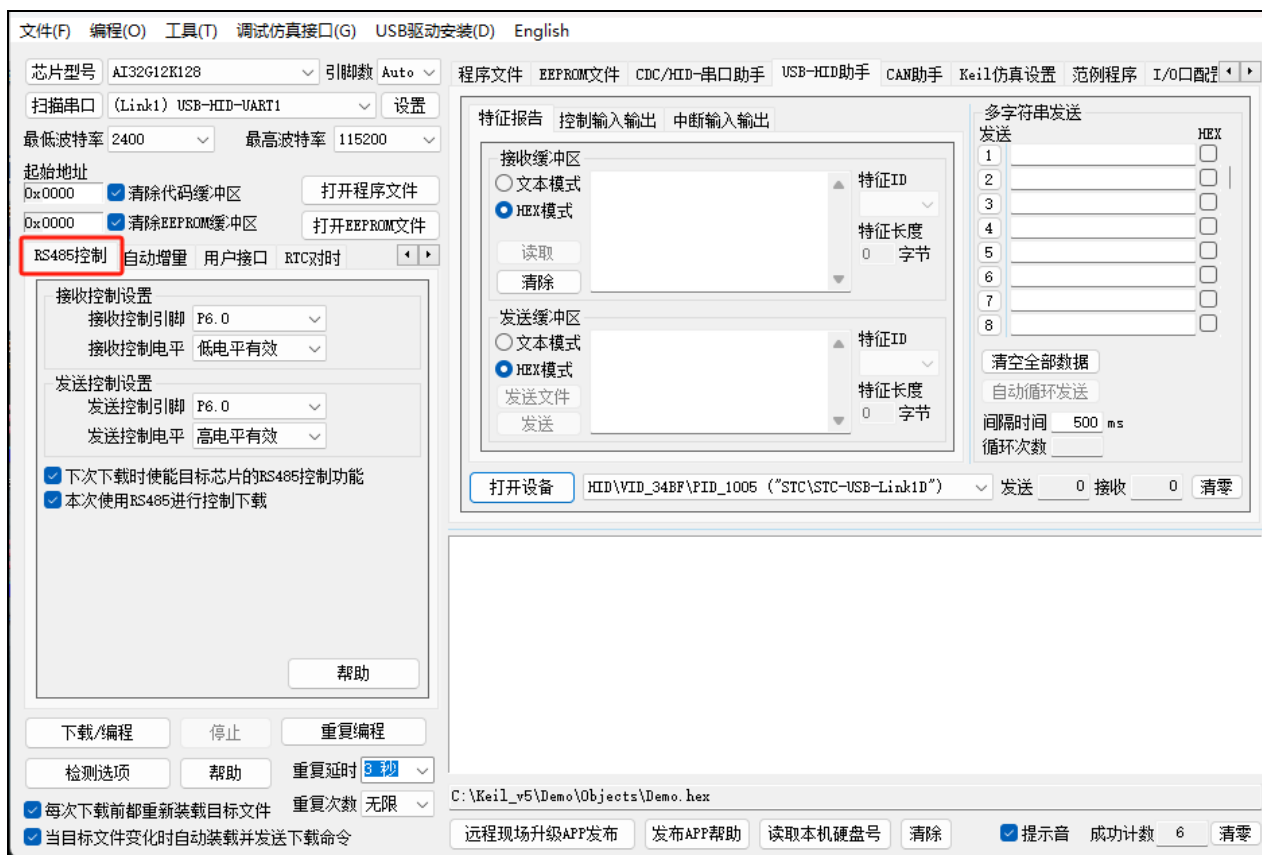 文件(F) 编程(O) 工具(T) 调试仿真接口(G) USB驱动安装(D) English
芯片型号 AI32G12K128 引脚数 Auto
扫描串口 (Link1) USB-HID-UART1 设置
最低波特率 2400 最高波特率 115200
起始地址
0x0000 清除代码缓冲区 打开程序文件
0x0000 清除EEPROM缓冲区 打开EEPROM文件
RS485控制 自动增量 用户接口 RTC对时
接收控制设置
接收控制引脚 P6.0
接收控制电平 低电平有效
发送控制设置
发送控制引脚 P6.0
发送控制电平 高电平有效
下次下载时使能目标芯片的RS485控制功能
本次使用RS485进行控制下载
帮助
下载/编程 停止 重复编程
检测选项 帮助 重复延时 3 秒
每次下载前都重新装载目标文件 重复次数 无限
当目标文件变化时自动装载并发送下载命令
程序文件 EEPROM文件 CDC/HID-串口助手 USB-HID助手 CAN助手 Keil仿真设置 范例程序 I/O口配
特征报告 控制输入输出 中断输入输出
接收缓冲区
文本模式 特征ID
HEX模式
特征长度
读取 0 字节
清除
发送缓冲区
文本模式 特征ID
HEX模式
发送文件 特征长度
发送 0 字节
多字符串发送
发送 HEX
1
2
3
4
5
6
7
8
清空全部数据
自动循环发送
间隔时间 500 ms
循环次数
打开设备 HID\VID_34BF\PID_1005 ("STC\STC-USB-Link1D") 发送 0 接收 0 清零
C:\Keil_v5\Demo\Objects\Demo.hex
远程现场升级APP发布 发布APP帮助 读取本机硬盘号 清除 提示音 成功计数 6 清零